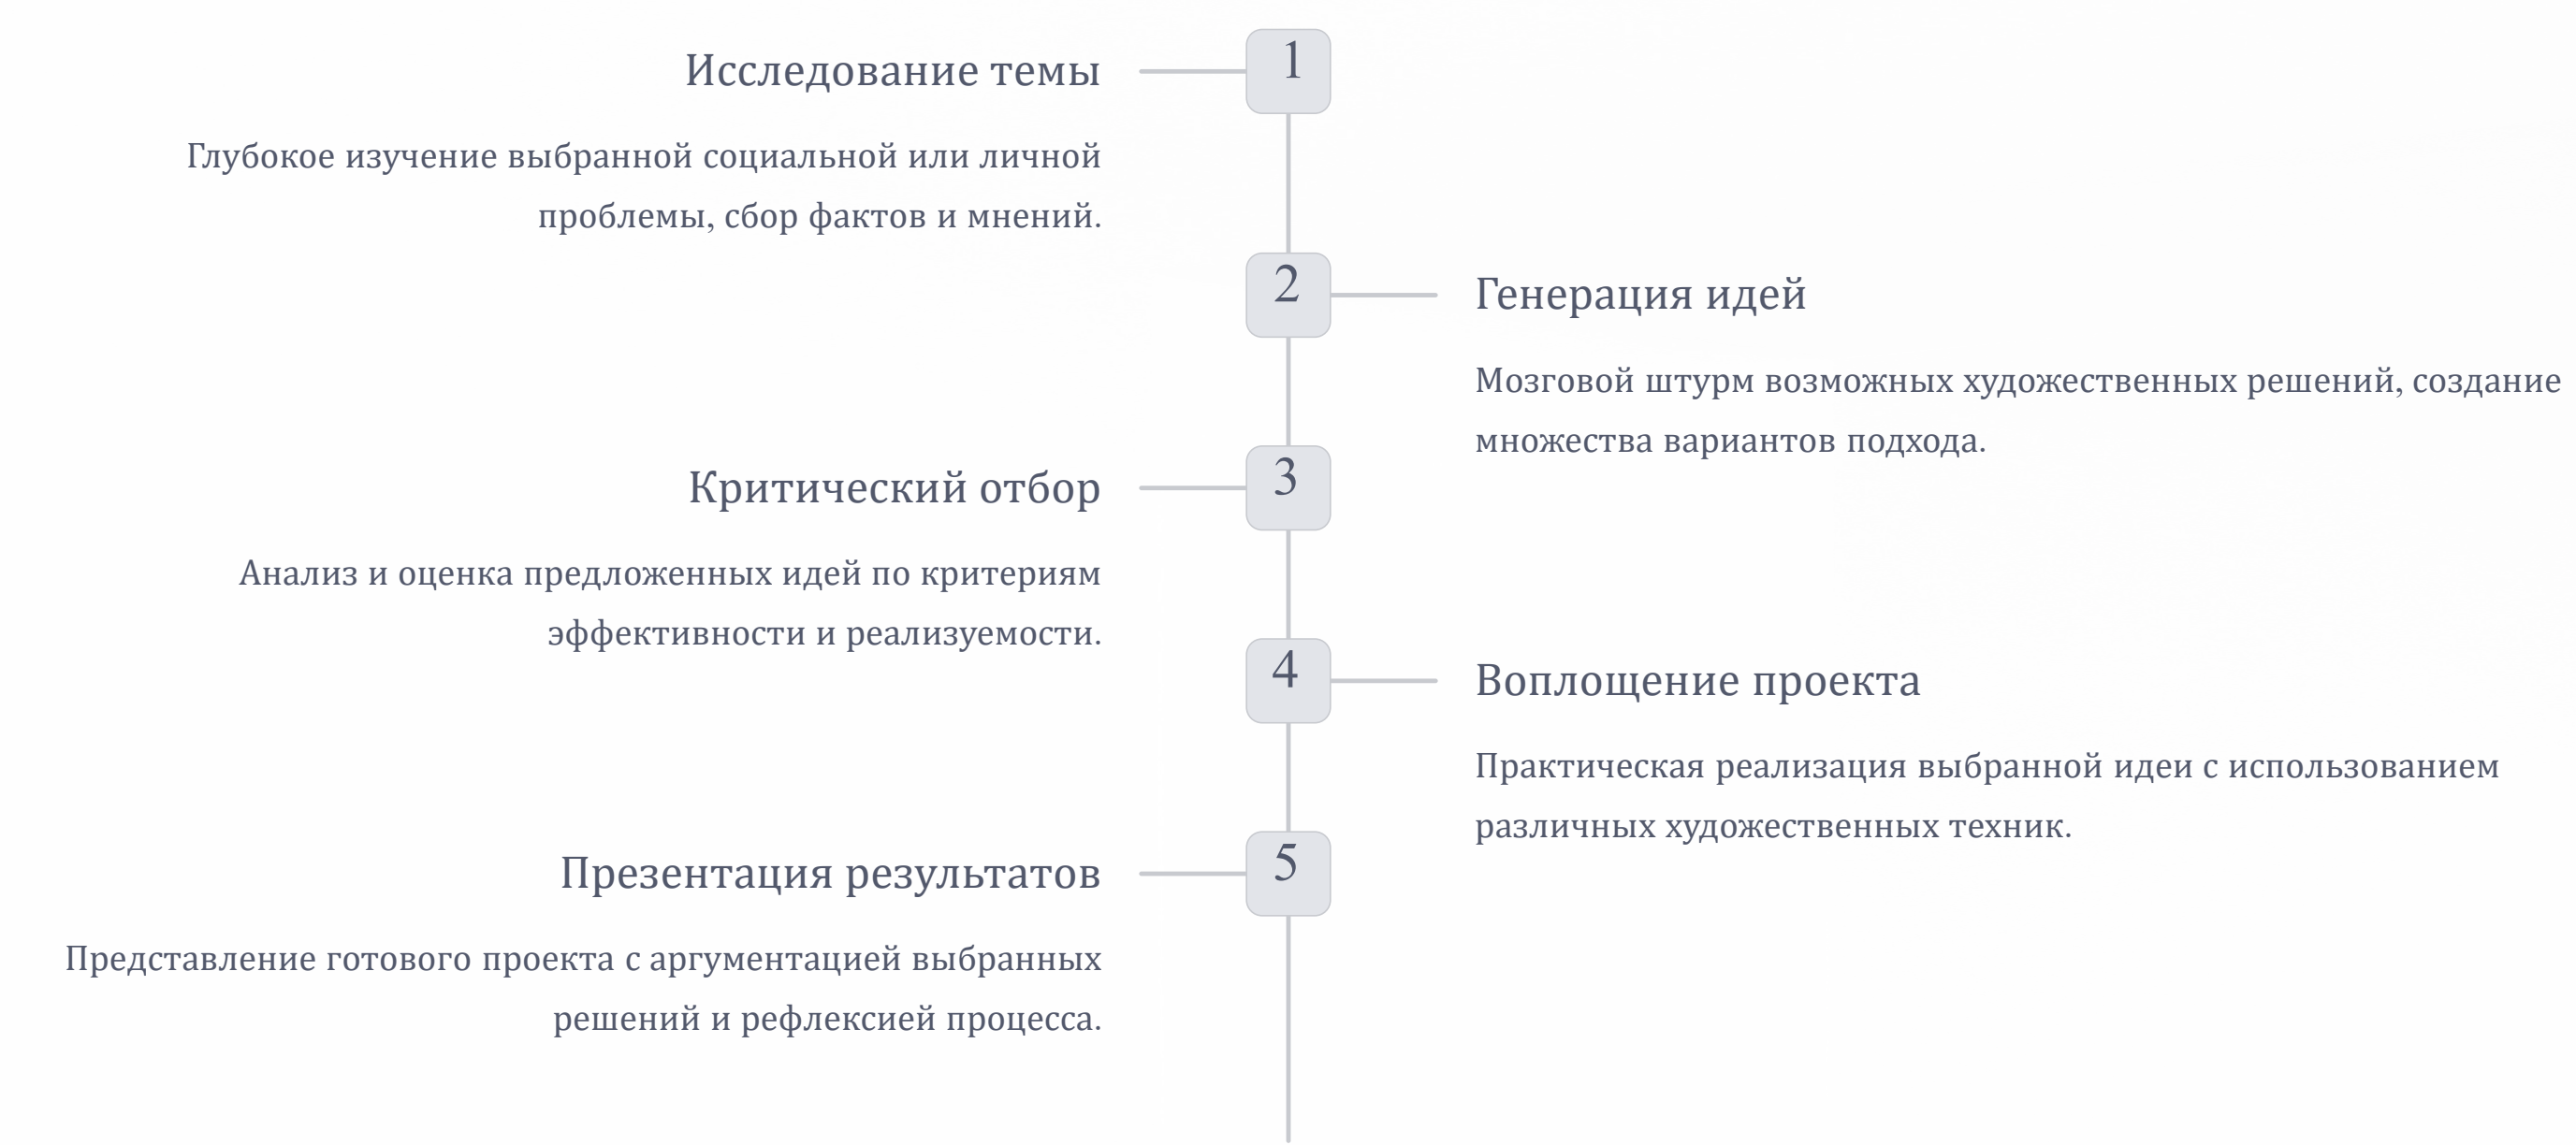 1
Исследование темы
Глубокое изучение выбранной социальной или личной
проблемы, сбор фактов и мнений.
2
Генерация идей
Мозговой штурм возможных художественных решений, создание
множества вариантов подхода.
3
Критический отбор
Анализ и оценка предложенных идей по критериям
эффективности и реализуемости.
4
Воплощение проекта
Практическая реализация выбранной идеи с использованием
различных художественных техник.
5
Презентация результатов
Представление готового проекта с аргументацией выбранных
решений и рефлексией процесса.